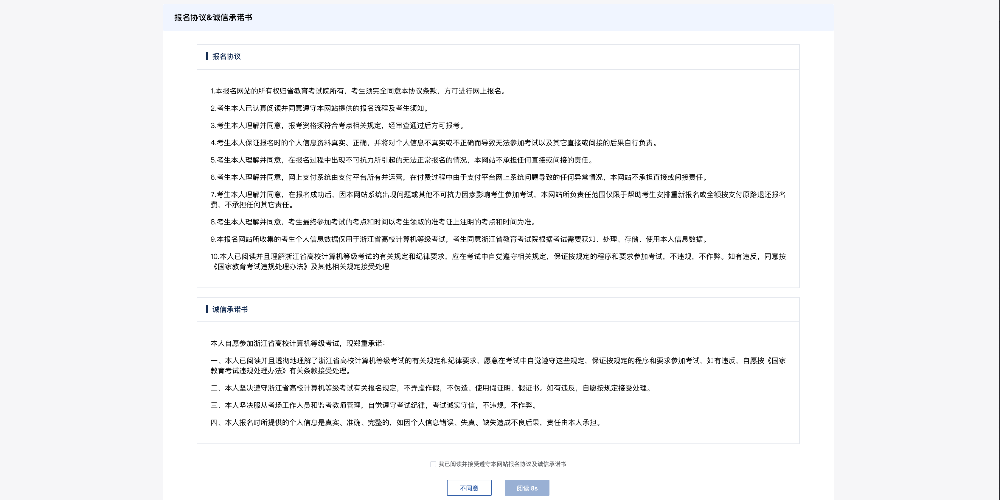 报名协议&诚信承诺书
报名协议
1.本报名网站的所有权归省教育考试院所有，考生须完全同意本协议条款，方可进行网上报名。
2.考生本人已认真阅读并同意遵守本网站提供的报名流程及考生须知。
3.考生本人理解并同意，报考资格须符合考点相关规定，经审查通过后方可报考。
4.考生本人保证报名时的个人信息资料真实、正确，并将对个人信息不真实或不正确而导致无法参加考试以及其它直接或间接的后果自行负责。
5.考生本人理解并同意，在报名过程中出现不可抗力所引起的无法正常报名的情况，本网站不承担任何直接或间接的责任。
6.考生本人理解并同意，网上支付系统由支付平台所有并运营，在付费过程中由于支付平台网上系统问题导致的任何异常情况，本网站不承担直接或间接责任。
7.考生本人理解并同意，在报名成功后，因本网站系统出现问题或其他不可抗力因素影响考生参加考试，本网站所负责任范围仅限于帮助考生安排重新报名或全额按支付原路退还报名
费，不承担任何其它责任。
8.考生本人理解并同意，考生最终参加考试的考点和时间以考生领取的准考证上注明的考点和时间为准。
9.本报名网站所收集的考生个人信息数据仅用于浙江省高校计算机等级考试，考生同意浙江省教育考试院根据考试需要获知、处理、存储、使用本人信息数据。
10.本人已阅读并且理解浙江省高校计算机等级考试的有关规定和纪律要求，应在考试中自觉遵守相关规定，保证按规定的程序和要求参加考试，不违规，不作弊。如有违反，同意按
《国家教育考试违规处理办法》及其他相关规定接受处理
诚信承诺书
本人自愿参加浙江省高校计算机等级考试，现郑重承诺：
一、本人已阅读并且透彻地理解了浙江省高校计算机等级考试的有关规定和纪律要求，愿意在考试中自觉遵守这些规定，保证按规定的程序和要求参加考试，如有违反，自愿按《国家
教育考试违规处理办法》有关条款接受处理。
二、本人坚决遵守浙江省高校计算机等级考试有关报名规定，不弄虚作假，不伪造、使用假证明、假证书。如有违反，自愿按规定接受处理。
三、本人坚决服从考场工作人员和监考教师管理，自觉遵守考试纪律，考试诚实守信，不违规，不作弊。
四、本人报名时所提供的个人信息是真实、准确、完整的，如因个人信息错误、失真、缺失造成不良后果，责任由本人承担。
我已阅读并接受遵守本网站报名协议及诚信承诺书
不同意
阅读 8s